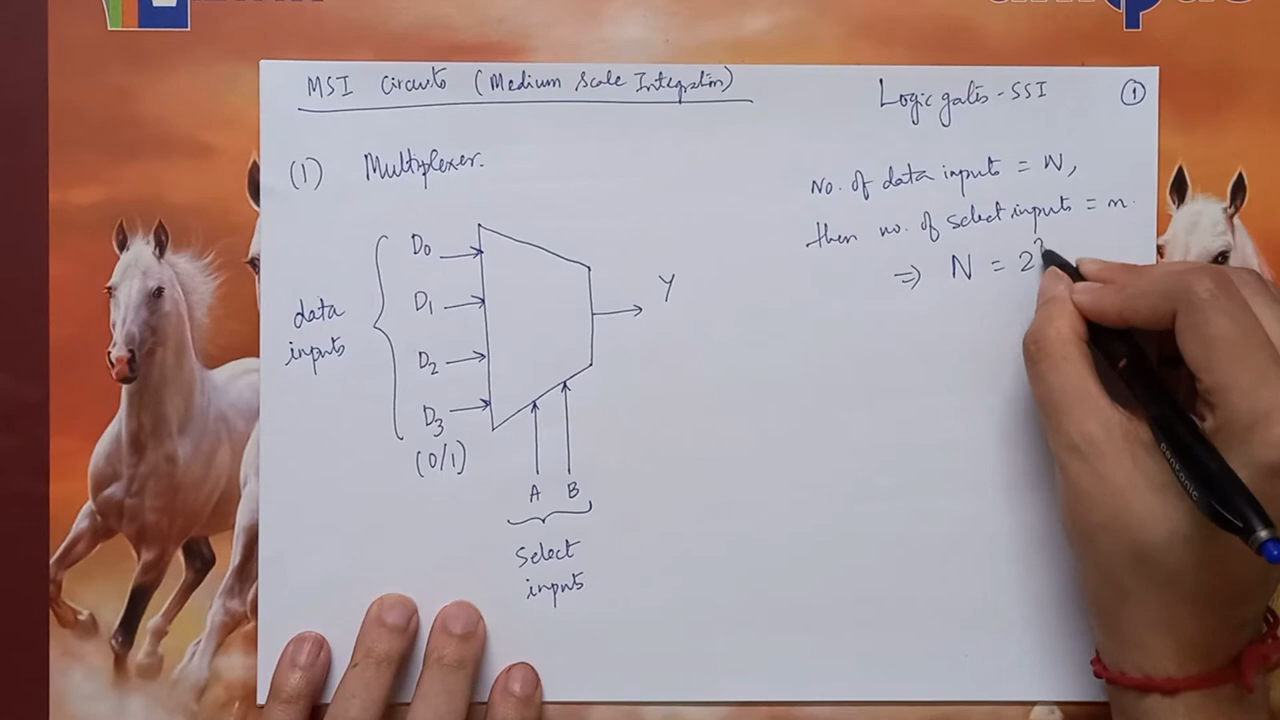 MSI Circuits (Medium Scale Integration)
Logic gates - SSI
1
(1) Multiplexer.
No. of data inputs = N,
then no. of select inputs = n.
⇒ N = 2
data
inputs
D0
D1
D2
D3
(0/1)
Y
A B
Select
inputs
pentonic